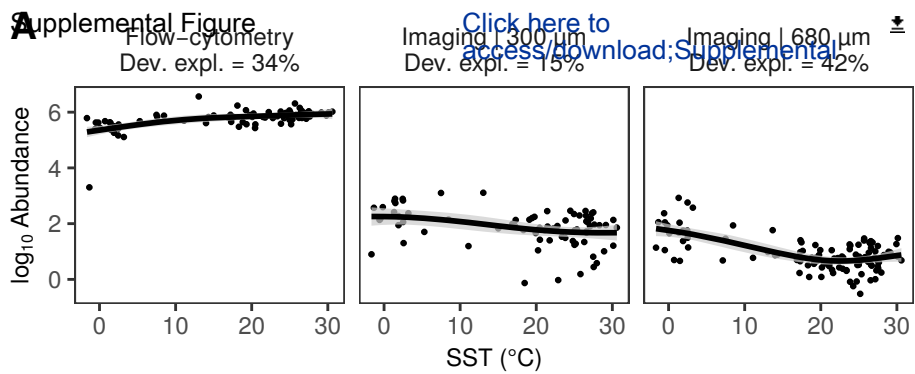 A
Supplemental Figure
Click here to
access/download;Supplemental
Flow−cytometry
Dev. expl. = 34%
Imaging | 300 µm
Dev. expl. = 15%
Imaging | 680 µm
Dev. expl. = 42%
log10 Abundance
6
4
2
0
0 10 20 30
0 10 20 30
0 10 20 30
SST (°C)